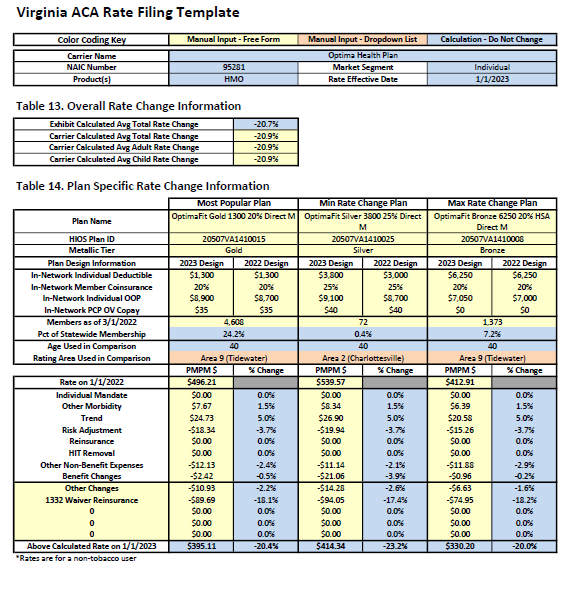 Virginia ACA Rate Filing Template
Color Coding Key Manual Input - Free Form Manual Input - Dropdown List Calculation - Do Not Change
Carrier Name Optima Health Plan
NAIC Number 95281 Market Segment Individual
Product(s) HMO Rate Effective Date 1/1/2023
Table 13. Overall Rate Change Information
Exhibit Calculated Avg Total Rate Change -20.7%
Carrier Calculated Avg Total Rate Change -20.9%
Carrier Calculated Avg Adult Rate Change -20.9%
Carrier Calculated Avg Child Rate Change -20.9%
Table 14. Plan Specific Rate Change Information
Most Popular Plan Min Rate Change Plan Max Rate Change Plan
Plan Name OptimaFit Gold 1300 20% Direct M OptimaFit Silver 3800 25% Direct M OptimaFit Bronze 6250 20% HSA Direct M
HIOS Plan ID 20507VA1410015 20507VA1410025 20507VA1410008
Metallic Tier Gold Silver Bronze
Plan Design Information 2023 Design 2022 Design 2023 Design 2022 Design 2023 Design 2022 Design
In-Network Individual Deductible $1,300 $1,300 $3,800 $3,000 $6,250 $6,250
In-Network Member Coinsurance 20% 20% 25% 25% 20% 20%
In-Network Individual OOP $8,900 $8,700 $9,100 $8,700 $7,050 $7,000
In-Network PCP OV Copay $35 $35 $40 $40 $0 $0
Members as of 3/1/2022 4,608 72 1,373
Pct of Statewide Membership 24.2% 0.4% 7.2%
Age Used in Comparison 40 40 40
Rating Area Used in Comparison Area 9 (Tidewater) Area 2 (Charlottesville) Area 9 (Tidewater)
PMPM $ % Change PMPM $ % Change PMPM $ % Change
Rate on 1/1/2022 $496.21 $539.57 $412.91
Individual Mandate $0.00 0.0% $0.00 0.0% $0.00 0.0%
Other Morbidity $7.67 1.5% $8.34 1.5% $6.39 1.5%
Trend $24.73 5.0% $26.90 5.0% $20.58 5.0%
Risk Adjustment -$18.34 -3.7% -$19.94 -3.7% -$15.26 -3.7%
Reinsurance $0.00 0.0% $0.00 0.0% $0.00 0.0%
HIT Removal $0.00 0.0% $0.00 0.0% $0.00 0.0%
Other Non-Benefit Expenses -$12.13 -2.4% -$11.14 -2.1% -$11.88 -2.9%
Benefit Changes -$2.42 -0.5% -$21.06 -3.9% -$0.96 -0.2%
Other Changes -$10.93 -2.2% -$14.28 -2.6% -$6.63 -1.6%
1332 Waiver Reinsurance -$89.69 -18.1% -$94.05 -17.4% -$74.95 -18.2%
0 $0.00 0.0% $0.00 0.0% $0.00 0.0%
0 $0.00 0.0% $0.00 0.0% $0.00 0.0%
0 $0.00 0.0% $0.00 0.0% $0.00 0.0%
Above Calculated Rate on 1/1/2023 $395.11 -20.4% $414.34 -23.2% $330.20 -20.0%
*Rates are for a non-tobacco user